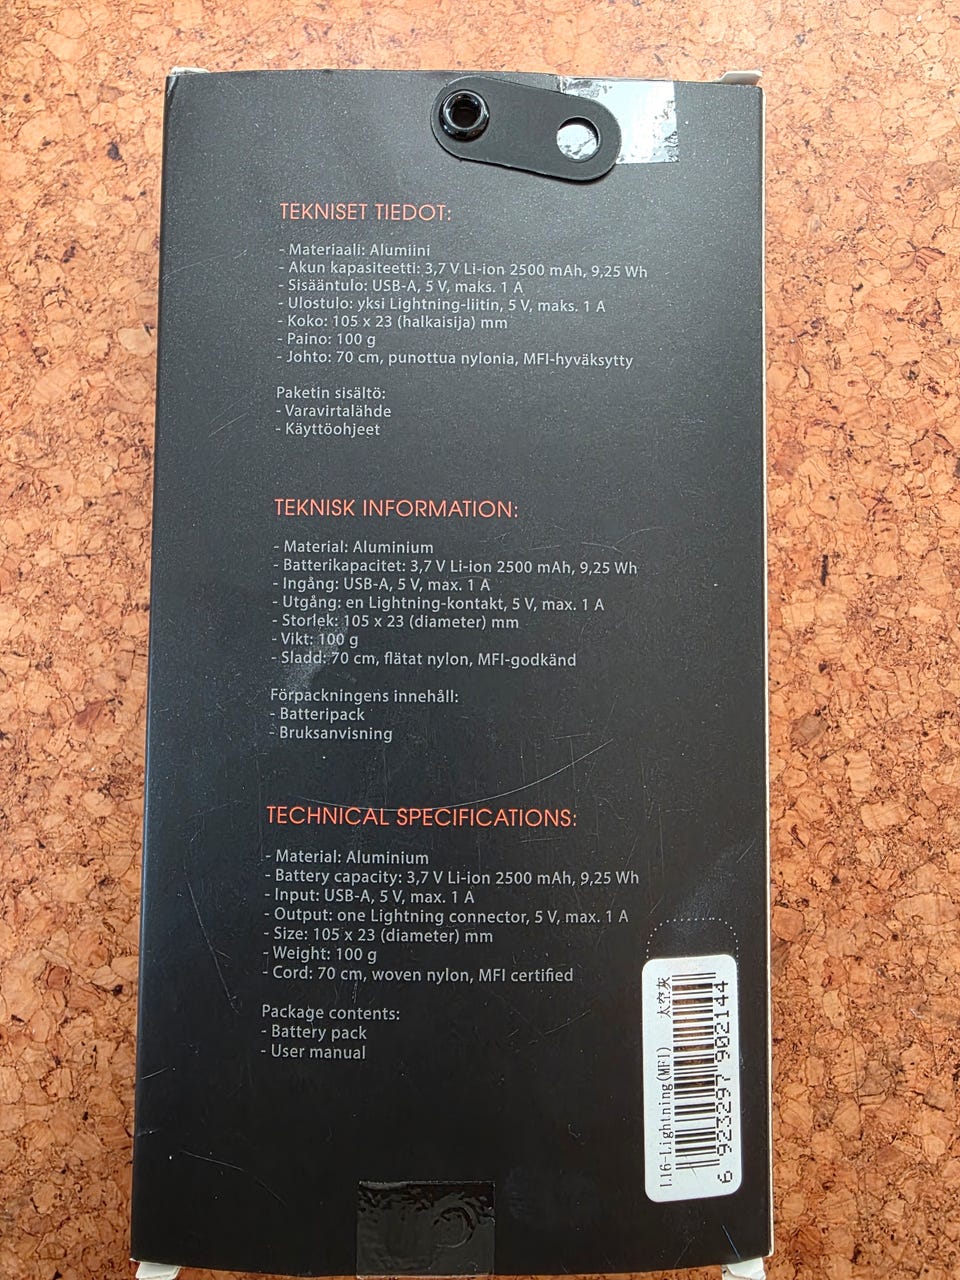 TEKNISET TIEDOT:
- Materiaali: Alumiini
- Akun kapasiteetti: 3,7 V Li-ion 2500 mAh, 9,25 Wh
- Sisääntulo: USB-A, 5 V, maks. 1 A
- Ulostulo: yksi Lightning-liitin, 5 V, maks. 1 A
- Koko: 105 x 23 (halkaisija) mm
- Paino: 100 g
- Johto: 70 cm, punottua nylonia, MFI-hyväksytty
Paketin sisältö:
- Varavirtalähde
- Käyttöohjeet
TEKNISK INFORMATION:
- Material: Aluminium
- Batterikapacitet: 3,7 V Li-ion 2500 mAh, 9,25 Wh
- Ingång: USB-A, 5 V, max. 1 A
- Utgång: en Lightning-kontakt, 5 V, max. 1 A
- Storlek: 105 x 23 (diameter) mm
- Vikt: 100 g
- Sladd: 70 cm, flätat nylon, MFI-godkänd
Förpackningens innehåll:
- Batteripack
- Bruksanvisning
TECHNICAL SPECIFICATIONS:
- Material: Aluminium
- Battery capacity: 3,7 V Li-ion 2500 mAh, 9,25 Wh
- Input: USB-A, 5 V, max. 1 A
- Output: one Lightning connector, 5 V, max. 1 A
- Size: 105 x 23 (diameter) mm
- Weight: 100 g
- Cord: 70 cm, woven nylon, MFI certified
Package contents:
- Battery pack
- User manual
L16-Lightning(MFI) 太空灰
6 923297 902144